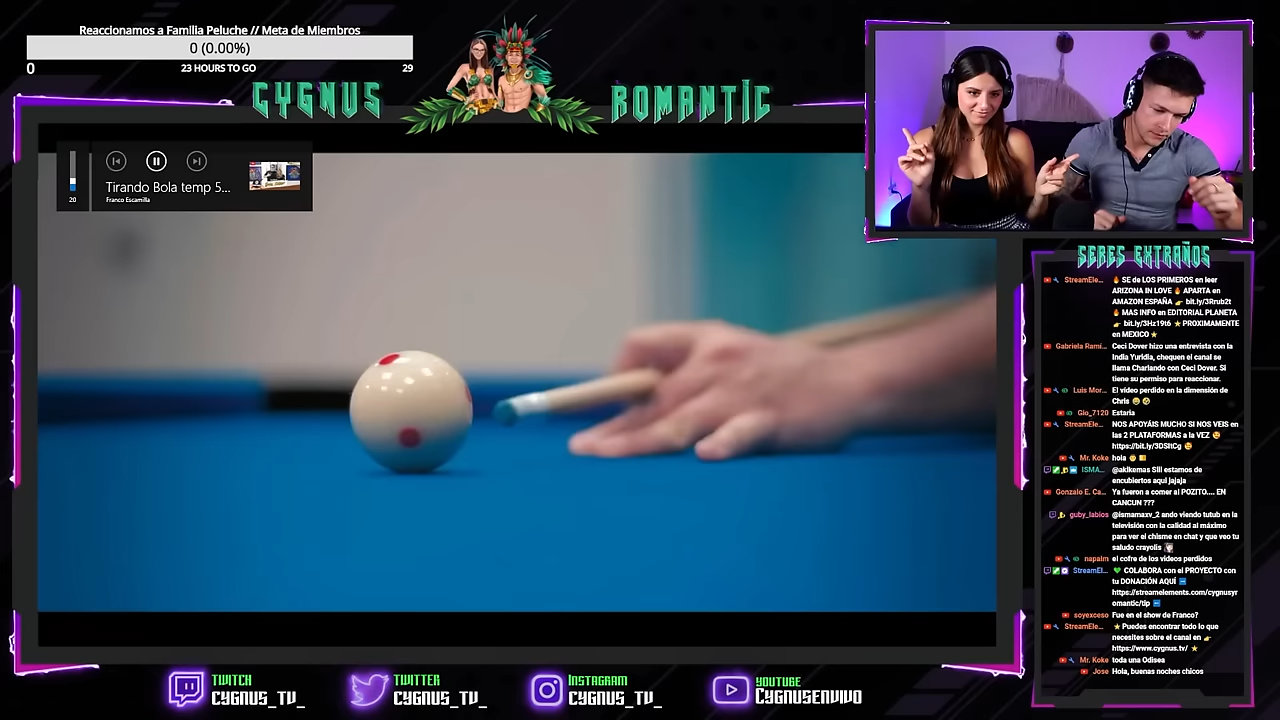 Reaccionamos a Familia Peluche // Meta de Miembros
0 (0.00%)
0
23 HOURS TO GO
29
CYGNUS
ROMANTIC
Tirando Bola temp 5...
Franco Escamilla
20
SERES EXTRAÑOS
StreamEle... 🔥 SE de LOS PRIMEROS en leer
ARIZONA IN LOVE 🔥 APARTA en
AMAZON ESPAÑA 👉 bit.ly/3Rrub2t
🔥 MAS INFO en EDITORIAL PLANETA
👉 bit.ly/3Hz19t6 ⭐ PROXIMAMENTE
en MEXICO ⭐
Gabriela Rami... Ceci Dover hizo una entrevista con la
India Yuridia, chequen el canal se
llama Charlando con Ceci Dover. Si
tiene su permiso para reaccionar.
Luis Mor... El video perdido en la dimensión de
Chris
Gio_7120 Estaria
StreamEle... NOS APOYÁIS MUCHO SI NOS VEIS en
las 2 PLATAFORMAS a la VEZ
https://bit.ly/3DSltCg
Mr. Koke hola
ISMA... @akikemas Siii estamos de
encubiertos aqui jajaja
Gonzalo E. Ca... Ya fueron a comer al POZITO.... EN
CANCUN ???
guby_labios @ismamaxv_2 ando viendo tutub en la
televisión con la calidad al máximo
para ver el chisme en chat y que veo tu
saludo crayolis
napalm el cofre de los videos perdidos
StreamEl... 💚 COLABORA con el PROYECTO con
tu DONACIÓN AQUÍ ➡️
https://streamelements.com/cygnusyr
omantic/tip ⬅️
soyexceso Fue en el show de Franco?
StreamEle... ⭐ Puedes encontrar todo lo que
necesites sobre el canal en 👉
https://www.cygnus.tv/ ⭐
Mr. Koke toda una Odisea
Jose Hola, buenas noches chicos
TWITCH
CYGNUS_TV_
TWITTER
CYGNUS_TV_
INSTAGRAM
CYGNUS_TV_
YOUTUBE
CYGNUSENVIVO